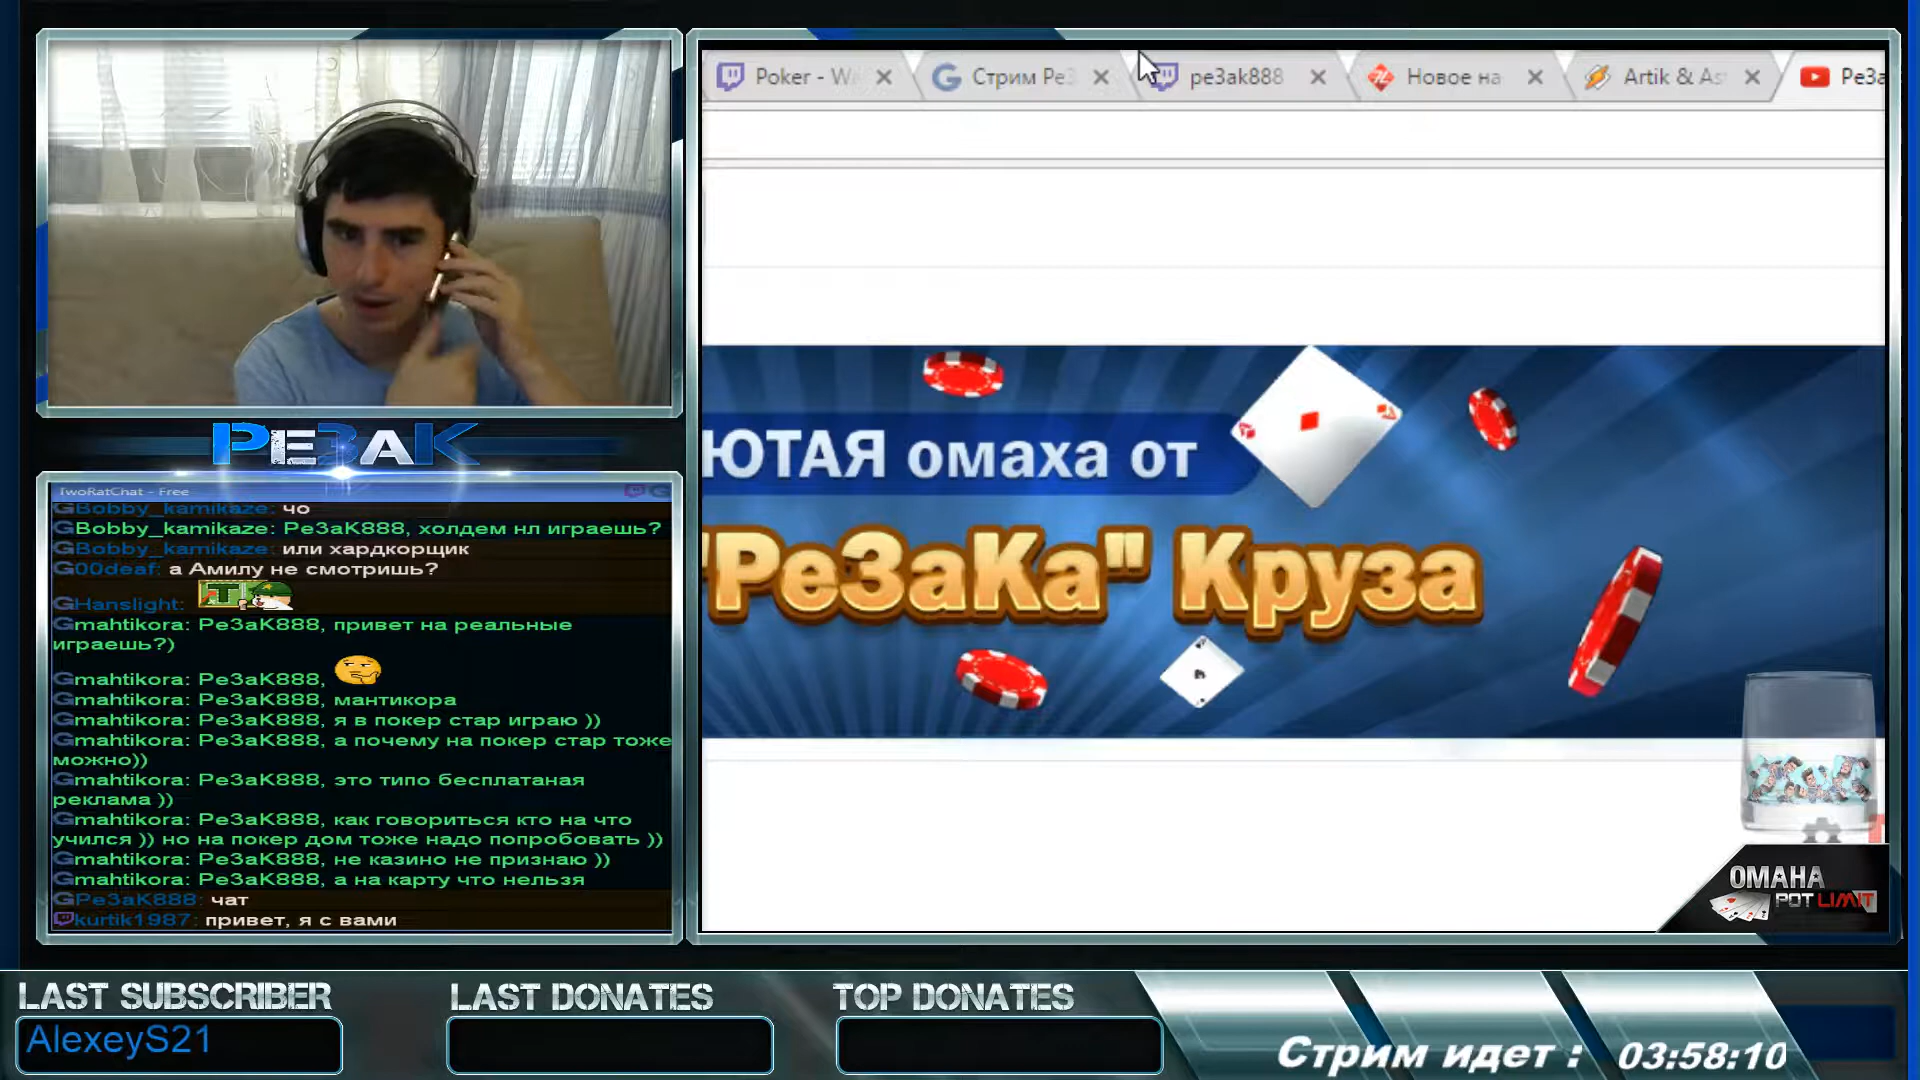 Poker - W
Стрим Ре
pe3ak888
Новое на
Artik & As
Ре3а
ЮТАЯ омаха от
"Ре3аКа" Круза
OMAHA
POT LIMIT
РЕЗАК
TwoRatChat - Free
Bobby_kamikaze: чо
Bobby_kamikaze: Pe3aK888, холдем нл играешь?
Bobby_kamikaze: или хардкорщик
00deaf: а Амилу не смотришь?
Hanslight:
mahtikora: Pe3aK888, привет на реальные
играешь?)
mahtikora: Pe3aK888,
mahtikora: Pe3aK888, мантикора
mahtikora: Pe3aK888, я в покер стар играю ))
mahtikora: Pe3aK888, а почему на покер стар тоже
можно))
mahtikora: Pe3aK888, это типо бесплатаная
реклама ))
mahtikora: Pe3aK888, как говориться кто на что
учился )) но на покер дом тоже надо попробовать ))
mahtikora: Pe3aK888, не казино не признаю ))
mahtikora: Pe3aK888, а на карту что нельзя
Pe3aK888: чат
kurtik1987: привет, я с вами
LAST SUBSCRIBER
AlexeyS21
LAST DONATES
TOP DONATES
Стрим идет : 03:58:10